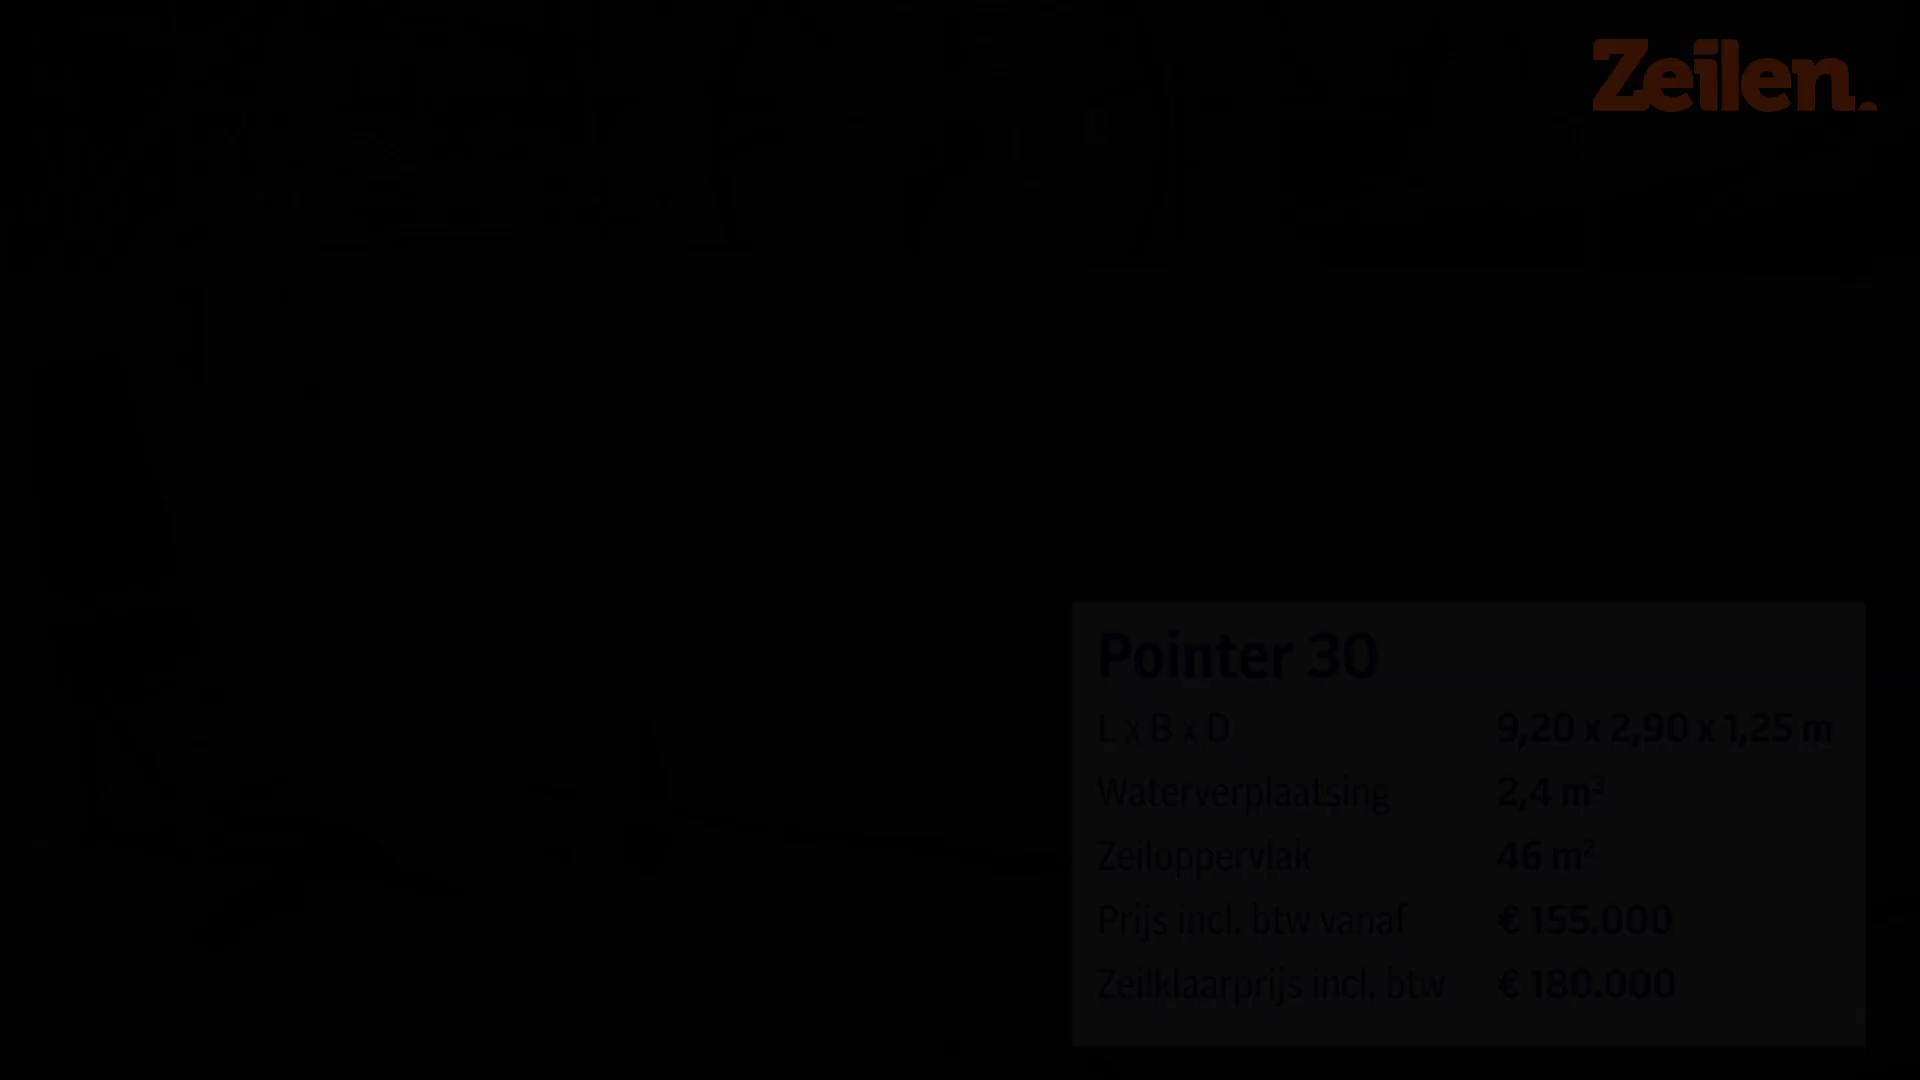 Zeilen.
Pointer 30
L x B x D 9,20 x 2,90 x 1,25 m
Waterverplaatsing 2,4 m³
Zeiloppervlak 46 m²
Prijs incl. btw vanaf € 155.000
Zeilklaarprijs incl. btw € 180.000